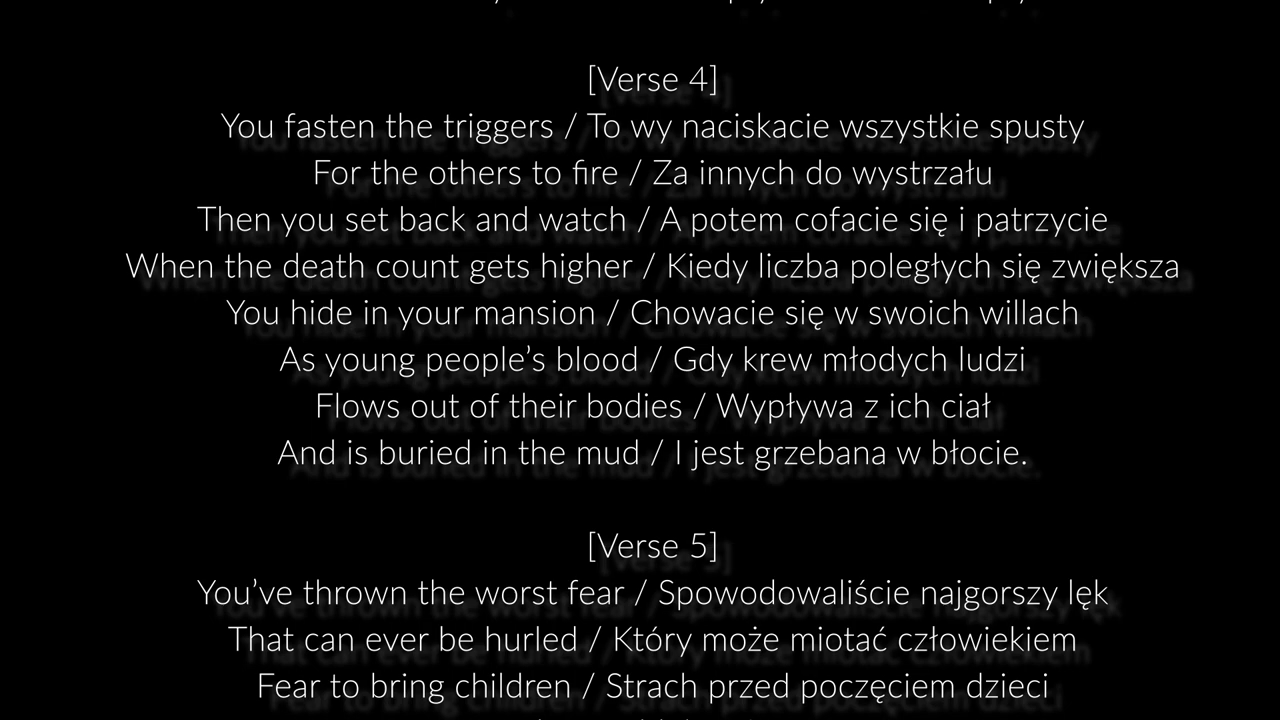 [Verse 4]
You fasten the triggers / To wy naciskacie wszystkie spusty
For the others to fire / Za innych do wystrzału
Then you set back and watch / A potem cofacie się i patrzycie
When the death count gets higher / Kiedy liczba poległych się zwiększa
You hide in your mansion / Chowacie się w swoich willach
As young people’s blood / Gdy krew młodych ludzi
Flows out of their bodies / Wypływa z ich ciał
And is buried in the mud / I jest grzebana w błocie.
[Verse 5]
You’ve thrown the worst fear / Spowodowaliście najgorszy lęk
That can ever be hurled / Który może miotać człowiekiem
Fear to bring children / Strach przed poczęciem dzieci